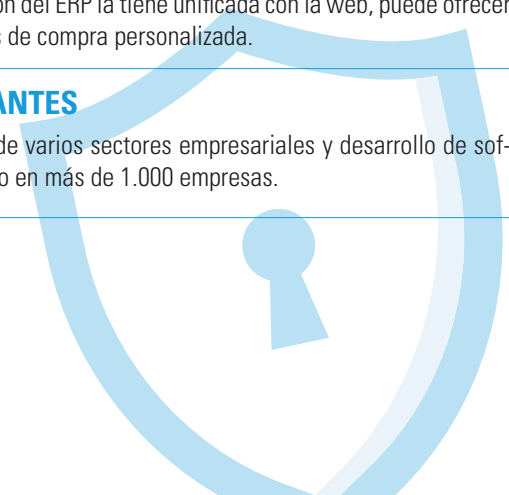 ón del ERP la tiene unificada con la web, puede ofrecer
s de compra personalizada.
ANTES
de varios sectores empresariales y desarrollo de sof-
o en más de 1.000 empresas.